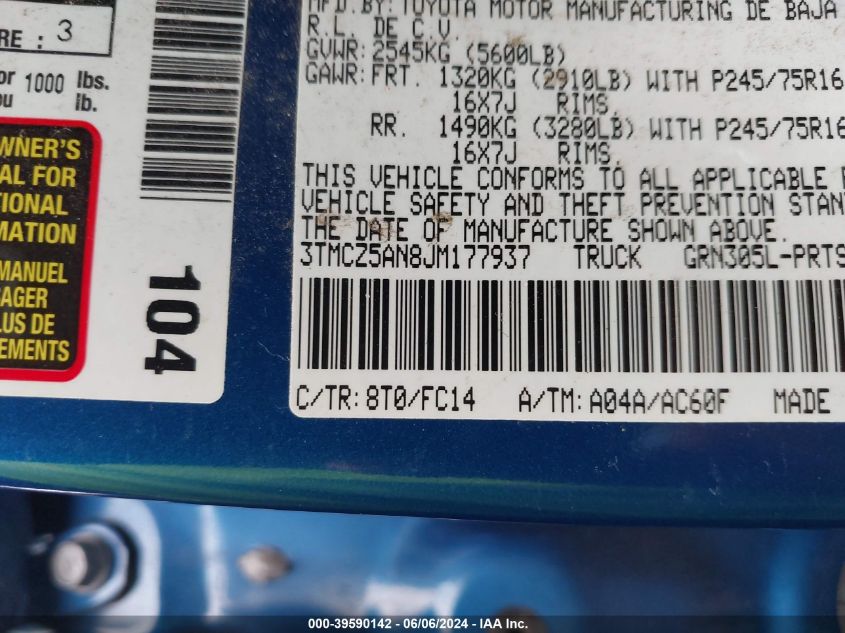 RE : 3
or 1000 lbs.
ou lb.
WNER'S
AL FOR
TIONAL
MATION
MANUEL
SAGER
LUS DE
EMENTS
104
MFD.BY:TOYOTA MOTOR MANUFACTURING DE BAJA
R.L. DE C.V.
GVWR:2545KG (5600LB)
GAWR:FRT. 1320KG (2910LB) WITH P245/75R16
16X7J RIMS,
RR. 1490KG (3280LB) WITH P245/75R16
16X7J RIMS,
THIS VEHICLE CONFORMS TO ALL APPLICABLE F
VEHICLE SAFETY AND THEFT PREVENTION STAN
THE DATE OF MANUFACTURE SHOWN ABOVE.
3TMCZ5AN8JM177937 TRUCK GRN305L-PRTS
C/TR:8T0/FC14 A/TM:A04A/AC60F MADE
000-39590142 - 06/06/2024 - IAA Inc.